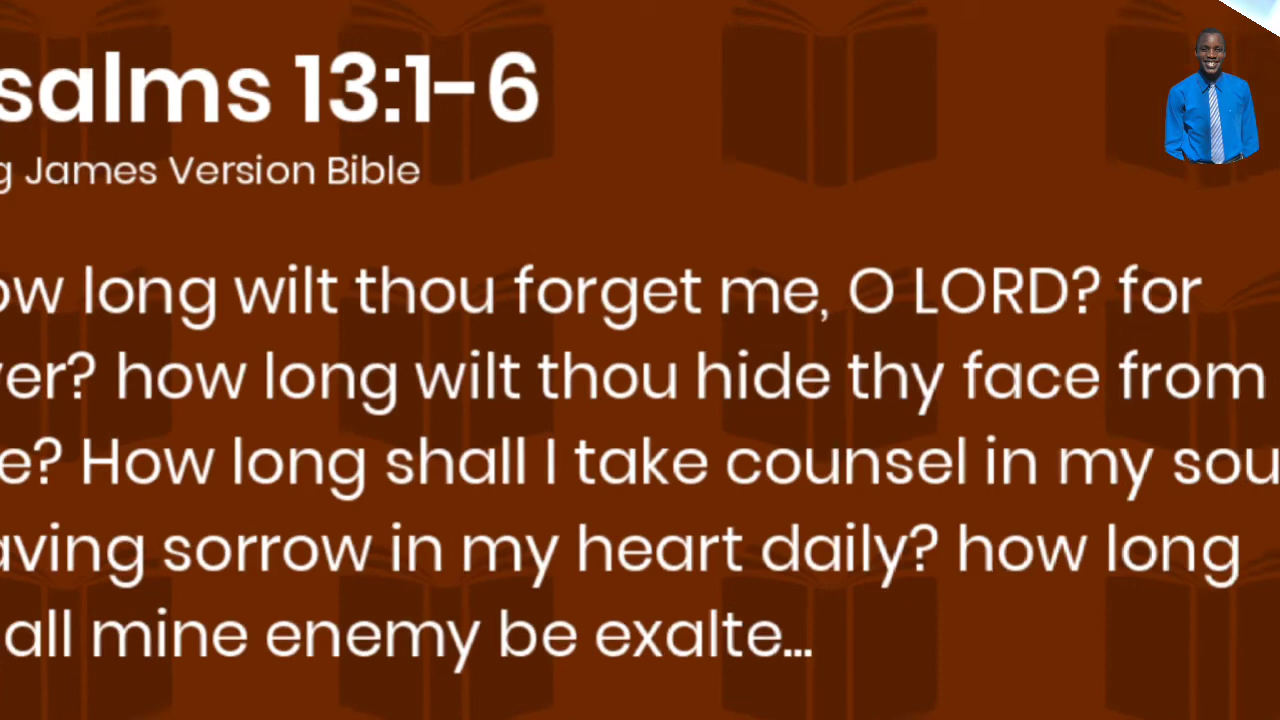 salms 13:1-6
g James Version Bible
ow long wilt thou forget me, O LORD? for
ver? how long wilt thou hide thy face from
e? How long shall I take counsel in my sou
aving sorrow in my heart daily? how long
all mine enemy be exalte...